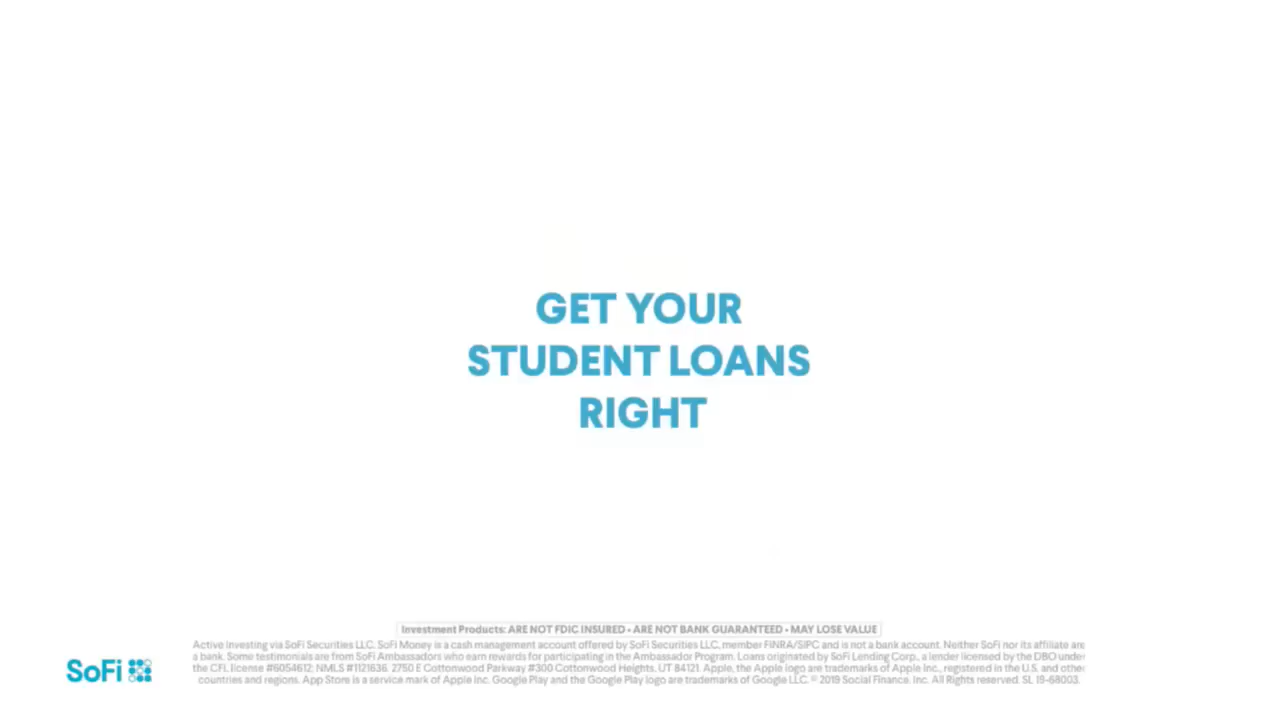 GET YOUR
STUDENT LOANS
RIGHT
Investment Products: ARE NOT FDIC INSURED • ARE NOT BANK GUARANTEED • MAY LOSE VALUE
Active Investing via SoFi Securities LLC. SoFi Money is a cash management account offered by SoFi Securities LLC, member FINRA/SIPC and is not a bank account. Neither SoFi nor its affiliate are
a bank. Some testimonials are from SoFi Ambassadors who earn rewards for participating in the Ambassador Program. Loans originated by SoFi Lending Corp., a lender licensed by the DBO under
the CFL license #6054612; NMLS #1121636. 2750 E Cottonwood Parkway #300 Cottonwood Heights, UT 84121. Apple, the Apple logo are trademarks of Apple Inc., registered in the U.S. and other
countries and regions. App Store is a service mark of Apple Inc. Google Play and the Google Play logo are trademarks of Google LLC. © 2019 Social Finance, Inc. All Rights reserved. SL 19-68003.
SoFi